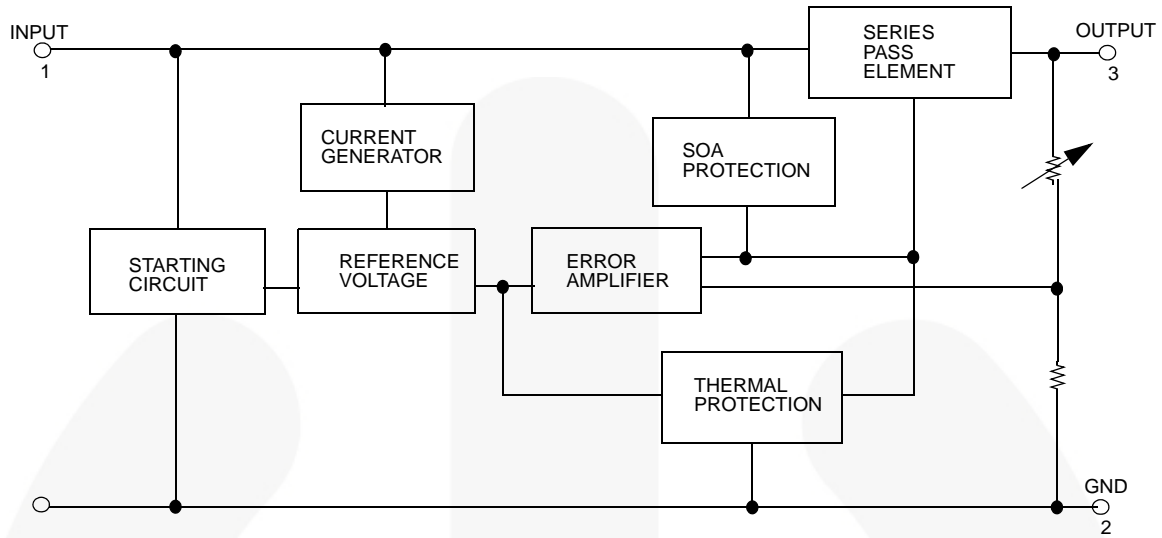 INPUT
1
SERIES
PASS
ELEMENT
OUTPUT
3
CURRENT
GENERATOR
SOA
PROTECTION
STARTING
CIRCUIT
REFERENCE
VOLTAGE
ERROR
AMPLIFIER
THERMAL
PROTECTION
GND
2